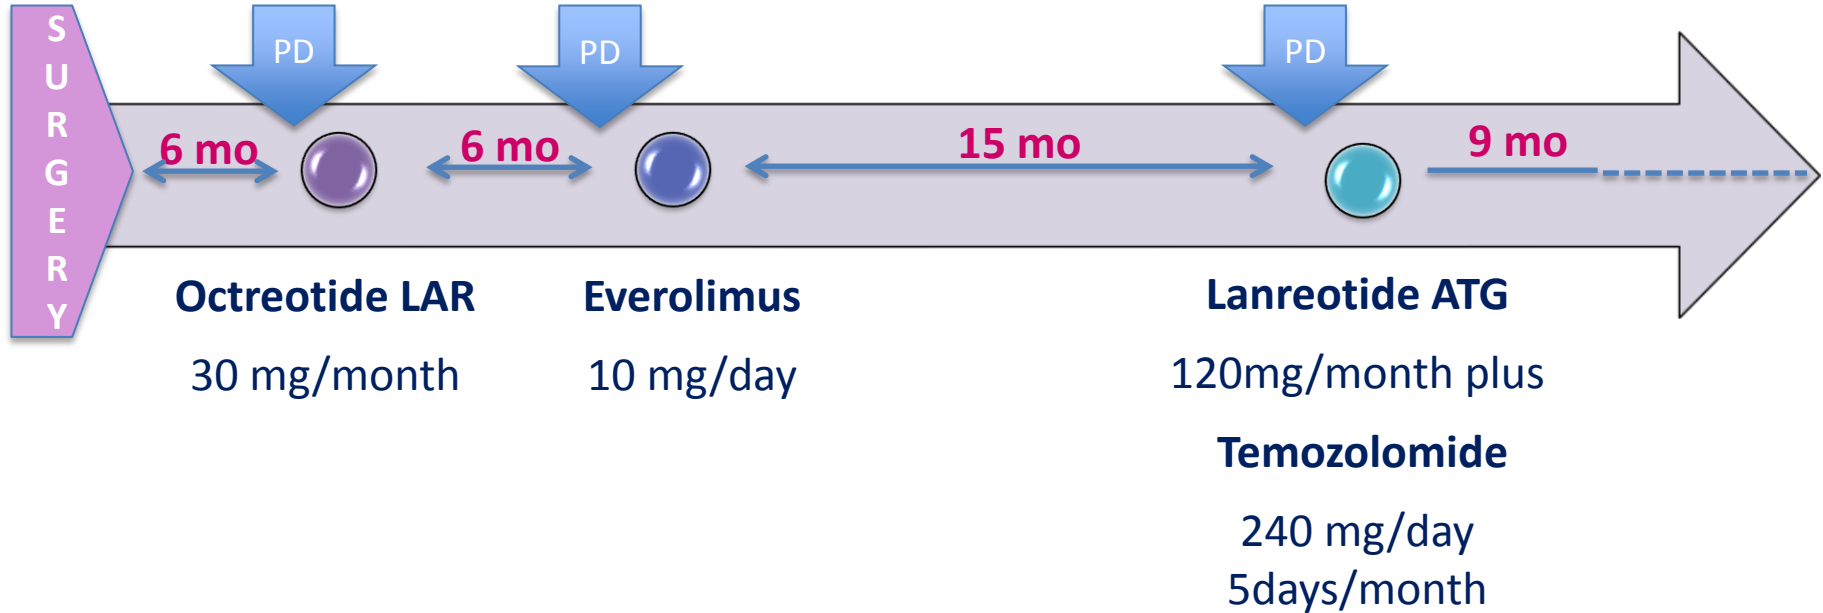 SURGERY
PD
PD
PD
6 mo
6 mo
15 mo
9 mo
Octreotide LAR
30 mg/month
Everolimus
10 mg/day
Lanreotide ATG
120mg/month plus
Temozolomide
240 mg/day
5days/month